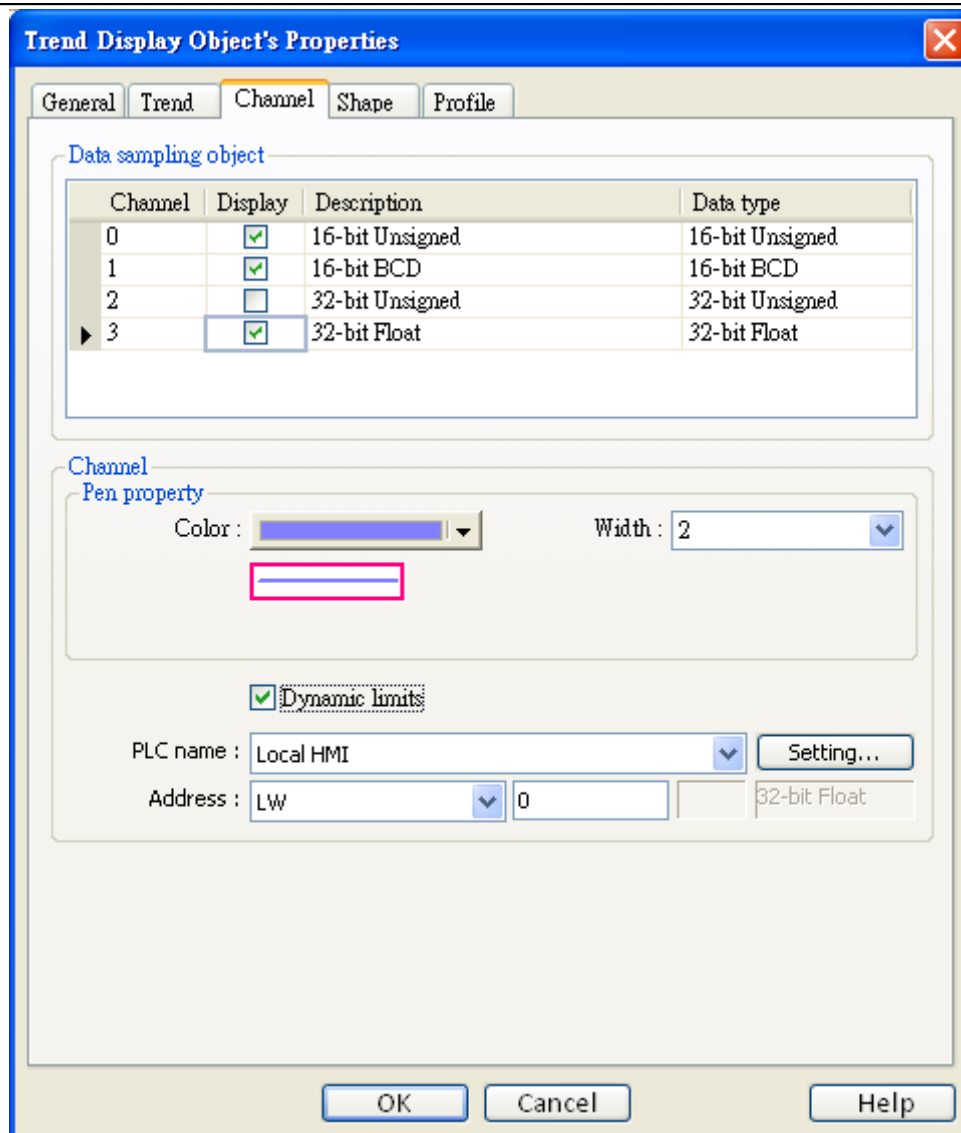 Trend Display Object's Properties
General Trend Channel Shape Profile
Data sampling object
Channel Display Description Data type
0 16-bit Unsigned 16-bit Unsigned
1 16-bit BCD 16-bit BCD
2 32-bit Unsigned 32-bit Unsigned
3 32-bit Float 32-bit Float
Channel
Pen property
Color : Width : 2
Dynamic limits
PLC name : Local HMI Setting...
Address : LW 0 32-bit Float
OK Cancel Help